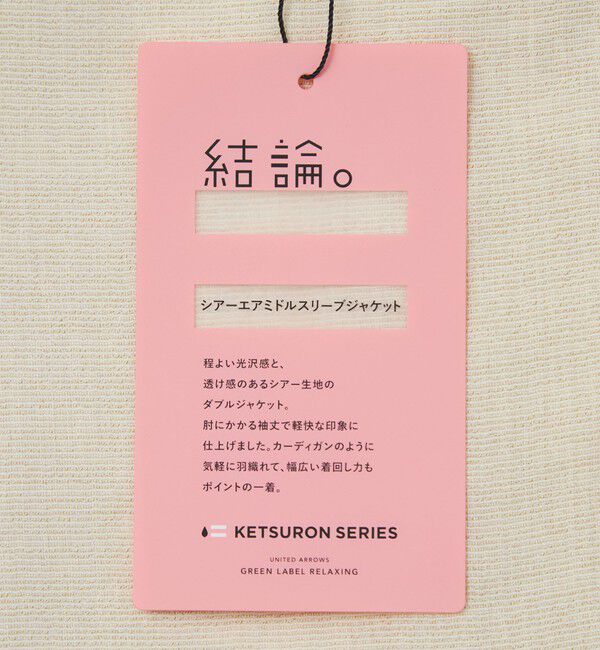 結論。
シアーエアミドルスリーブジャケット
程よい光沢感と、
透け感のあるシアー生地の
ダブルジャケット。
肘にかかる袖丈で軽快な印象に
仕上げました。カーディガンのように
気軽に羽織れて、幅広い着回し力も
ポイントの一着。
KETSURON SERIES
UNITED ARROWS
GREEN LABEL RELAXING